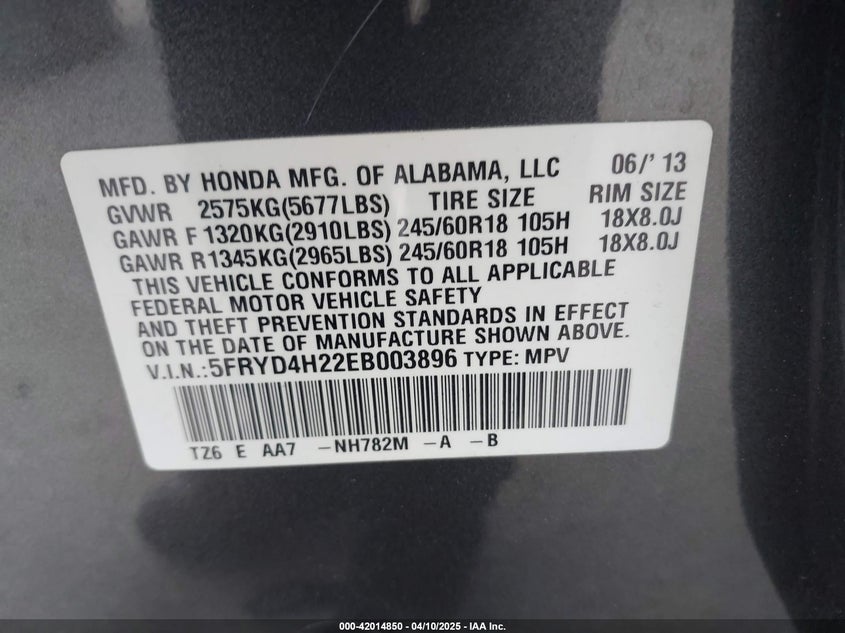 MFD. BY HONDA MFG. OF ALABAMA, LLC 06/' 13
GVWR 2575KG(5677LBS) TIRE SIZE RIM SIZE
GAWR F 1320KG(2910LBS) 245/60R18 105H 18X8.0J
GAWR R1345KG(2965LBS) 245/60R18 105H 18X8.0J
THIS VEHICLE CONFORMS TO ALL APPLICABLE
FEDERAL MOTOR VEHICLE SAFETY
AND THEFT PREVENTION STANDARDS IN EFFECT
ON THE DATE OF MANUFACTURE SHOWN ABOVE.
V.I.N.:5FRYD4H22EB003896 TYPE: MPV
TZ6 E AA7 -NH782M -A -B
000-42014850 - 04/10/2025 - IAA Inc.